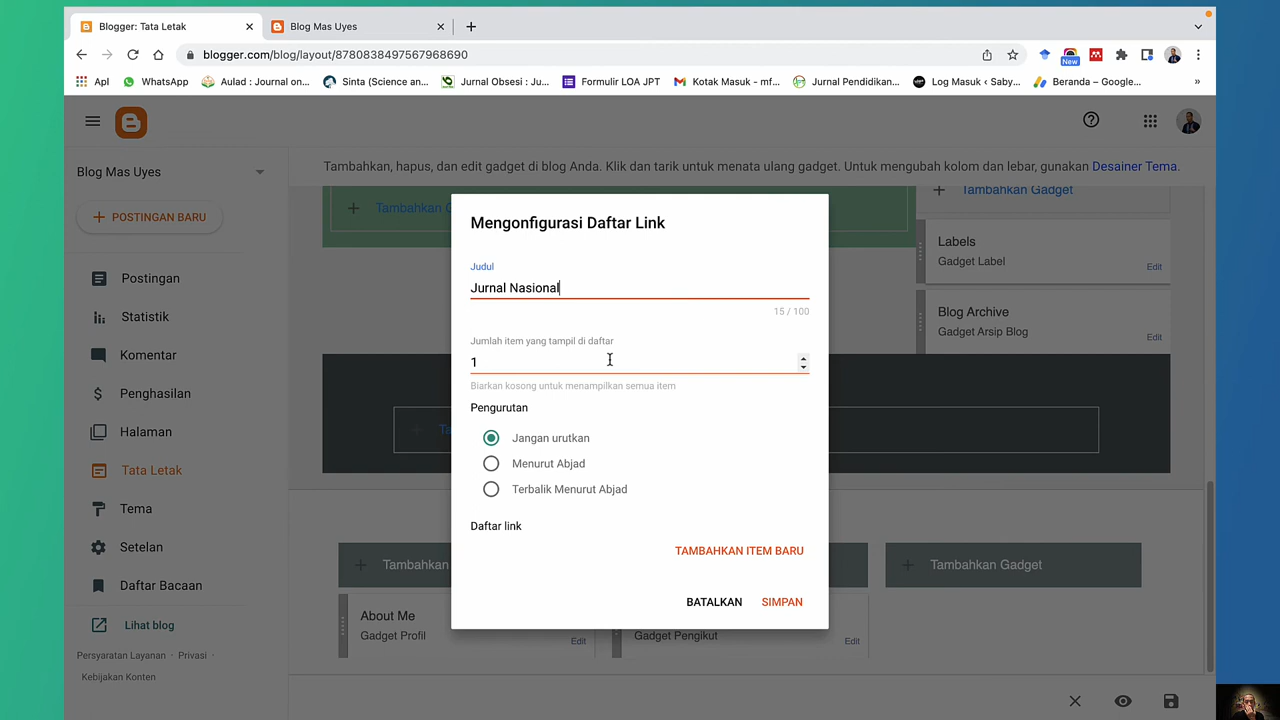 Blogger: Tata Letak
Blog Mas Uyes
blogger.com/blog/layout/8780838497567968690
New
Apl
WhatsApp
Aulad : Journal on...
Sinta (Science an...
Jurnal Obsesi : Ju...
Formulir LOA JPT
Kotak Masuk - mf...
Jurnal Pendidikan...
Log Masuk ‹ Saby...
Beranda – Google...
»
Blog Mas Uyes
Tambahkan, hapus, dan edit gadget di blog Anda. Klik dan tarik untuk menata ulang gadget. Untuk mengubah kolom dan lebar, gunakan Desainer Tema.
POSTINGAN BARU
Postingan
Statistik
Komentar
Penghasilan
Halaman
Tata Letak
Tema
Setelan
Daftar Bacaan
Lihat blog
Persyaratan Layanan · Privasi ·
Kebijakan Konten
Tambahkan G
Tambahkan Gadget
Labels
Gadget Label
Edit
Blog Archive
Gadget Arsip Blog
Edit
Mengonfigurasi Daftar Link
Judul
Jurnal Nasional
15 / 100
Jumlah item yang tampil di daftar
1
Biarkan kosong untuk menampilkan semua item
Pengurutan
Jangan urutkan
Menurut Abjad
Terbalik Menurut Abjad
Daftar link
TAMBAHKAN ITEM BARU
BATALKAN
SIMPAN
Tambahkan
Tambahkan Gadget
About Me
Gadget Profil
Edit
Gadget Pengikut
Edit